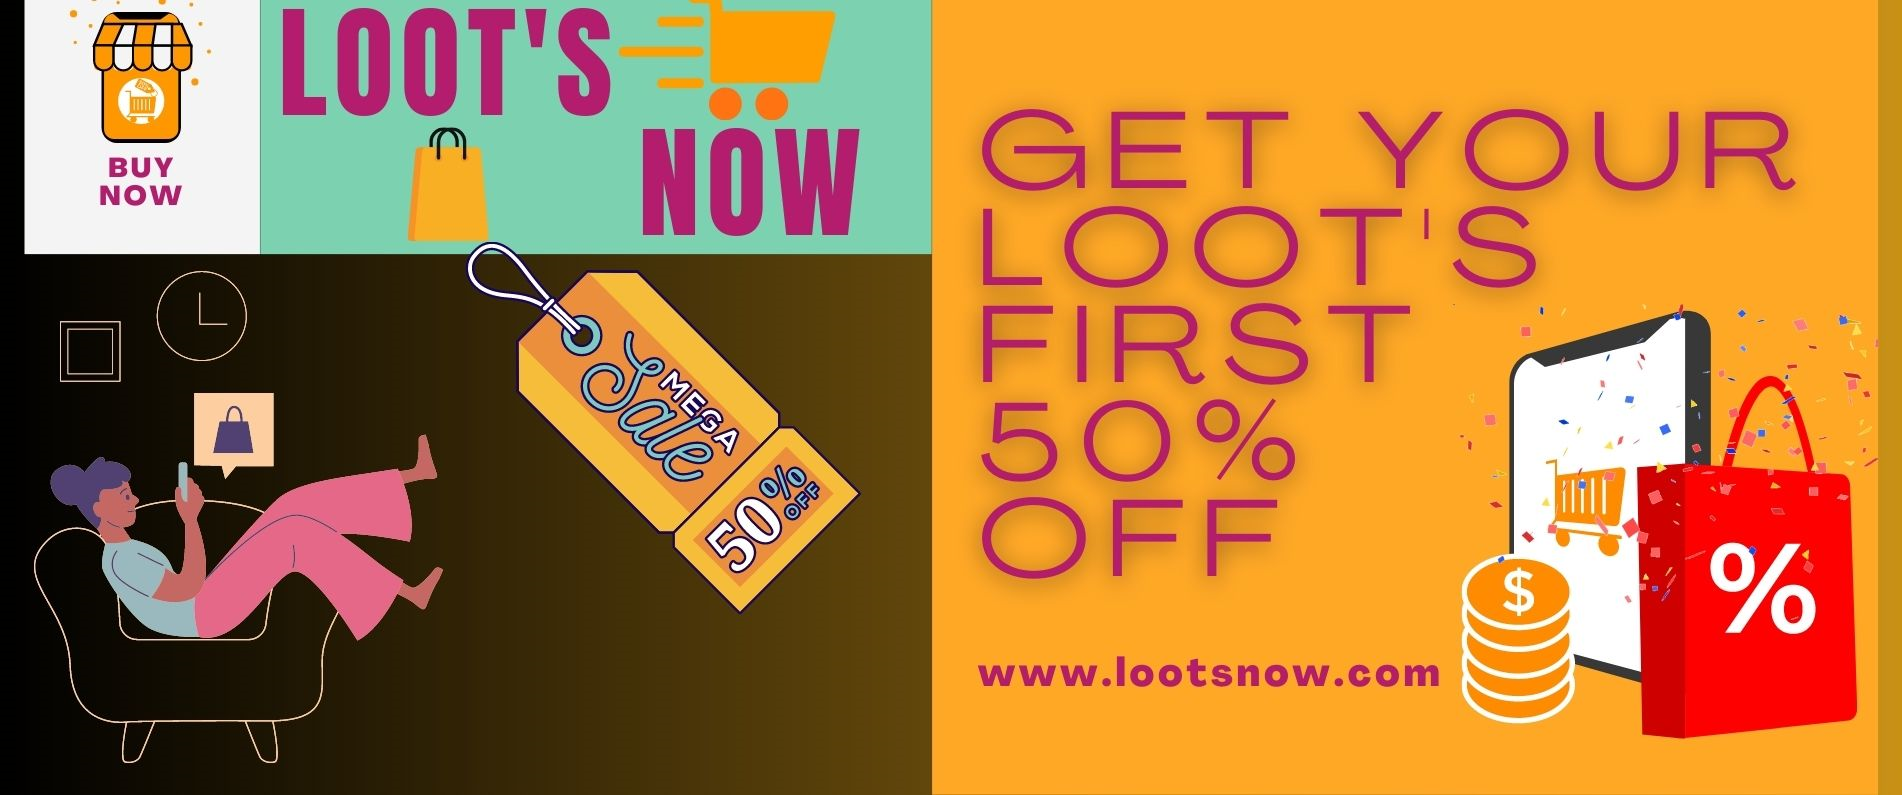 BUY
NOW
LOOT'S
NOW
MEGA
Sale
50%
OFF
GET YOUR
LOOT'S
FIRST
50%
OFF
www.lootsnow.com
$
%